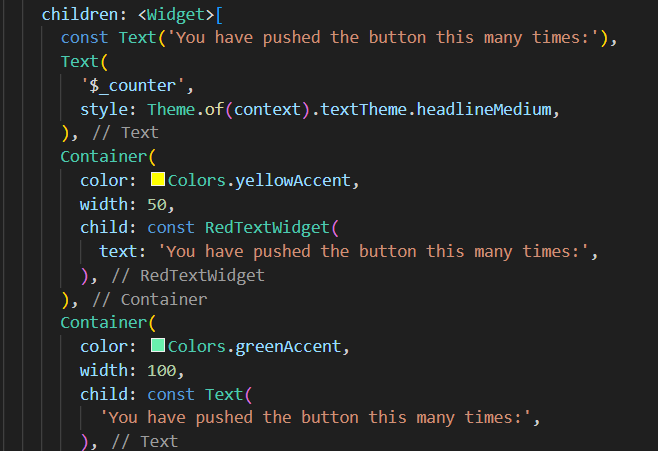 children: <Widget>[
const Text('You have pushed the button this many times:'),
Text(
'$_counter',
style: Theme.of(context).textTheme.headlineMedium,
), // Text
Container(
color: Colors.yellowAccent,
width: 50,
child: const RedTextWidget(
text: 'You have pushed the button this many times:',
), // RedTextWidget
), // Container
Container(
color: Colors.greenAccent,
width: 100,
child: const Text(
'You have pushed the button this many times:',
), // Text